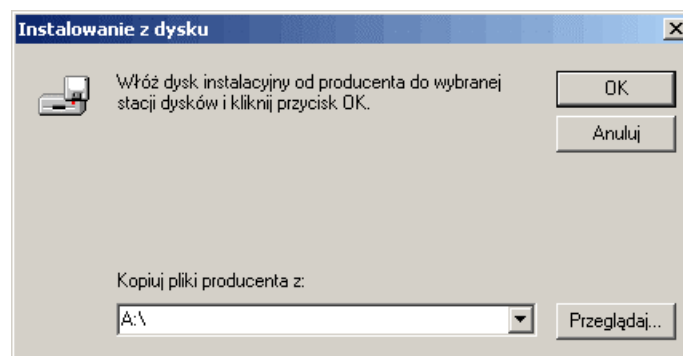 Instalowanie z dysku
Włóż dysk instalacyjny od producenta do wybranej
stacji dysków i kliknij przycisk OK.
OK
Anuluj
Kopiuj pliki producenta z:
A:\
Przeglądaj...